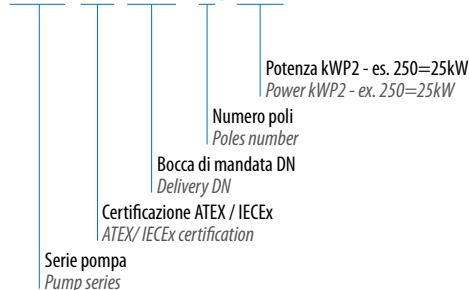 Potenza kWP2 - es. 250=25kW
Power kWP2 - ex. 250=25kW
Numero poli
Poles number
Bocca di mandata DN
Delivery DN
Certificazione ATEX / IECEx
ATEX/ IECEx certification
Serie pompa
Pump series